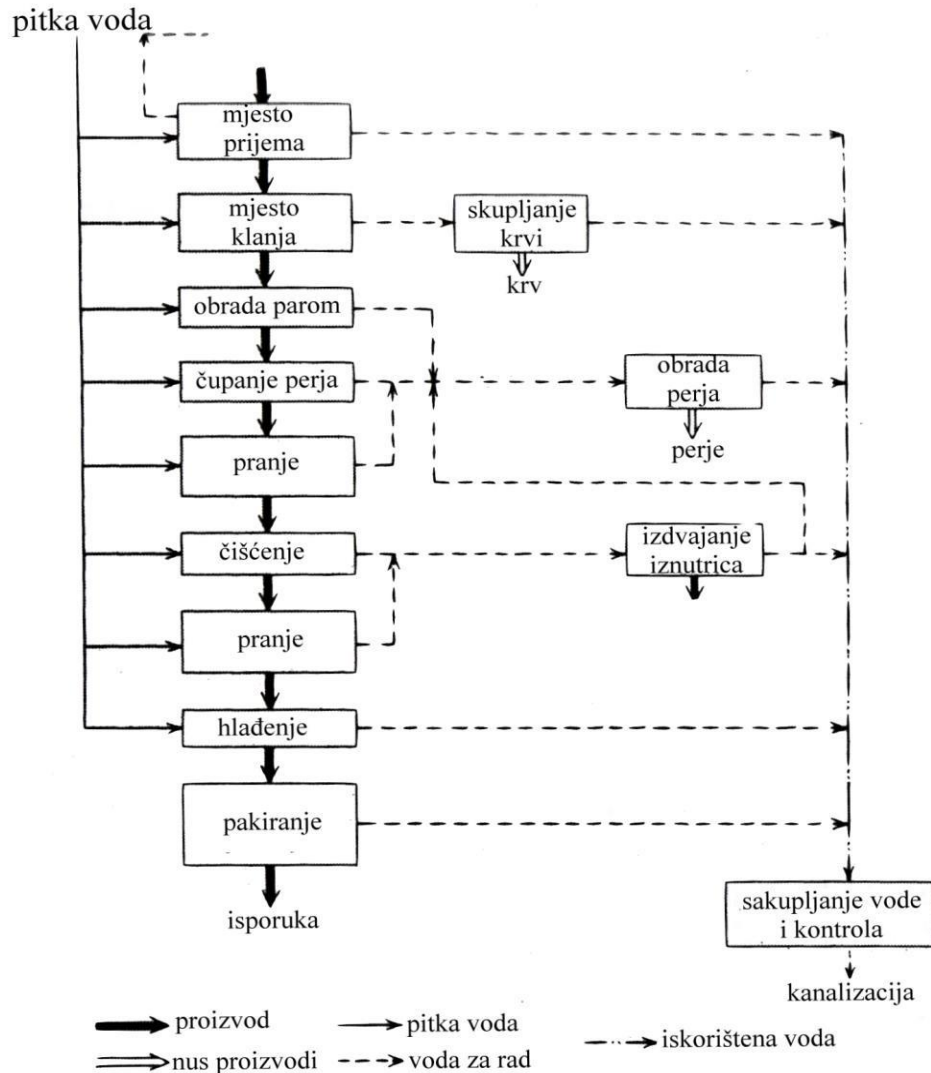 pitka voda
mjesto
prijema
mjesto
klanja
skupljanje
krvi
krv
obrada parom
čupanje perja
obrada
perja
perje
pranje
čišćenje
izdvajanje
iznutrica
pranje
hlađenje
pakiranje
isporuka
sakupljanje vode
i kontrola
kanalizacija
proizvod
pitka voda
iskorištena voda
nus proizvodi
voda za rad